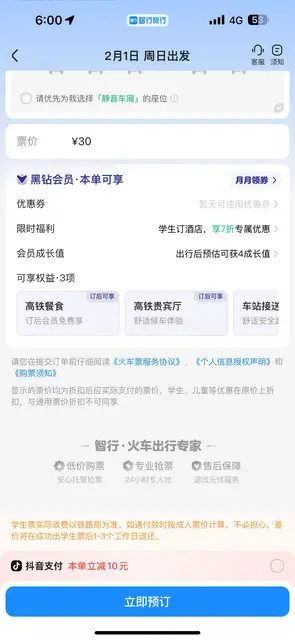 6:00
智行旅行
4G 53
2月1日 周日出发
客服
须知
请优先为我选择「静音车厢」的座位
票价 ¥30
黑钻会员·本单可享
月月领券
优惠券 暂无可使用优惠券
限时福利 学生订酒店，享7折专属优惠
会员成长值 出行后预估可获4成长值
可享权益·3项
订后可享
订后可享
高铁餐食
高铁贵宾厅
车站接送
订后会员免费享
舒适候车体验
舒适安全
请您在提交订单前仔细阅读《火车票服务协议》、《个人信息授权声明》和
《购票须知》
显示的票价均为折扣后应实际支付的票价，学生、儿童等优惠在原价上折
扣，与通用票价折扣不可同享
智行·火车出行专家
低价购票
专业抢票
售后保障
安心托管抢票
24小时专人抢
退改无忧服务
学生票实际收费以铁路局为准。如遇付款时按成人票价计算，不必担心，差
价将在成功出学生票后1-3个工作日退还。
抖音支付 本单立减10元
立即预订